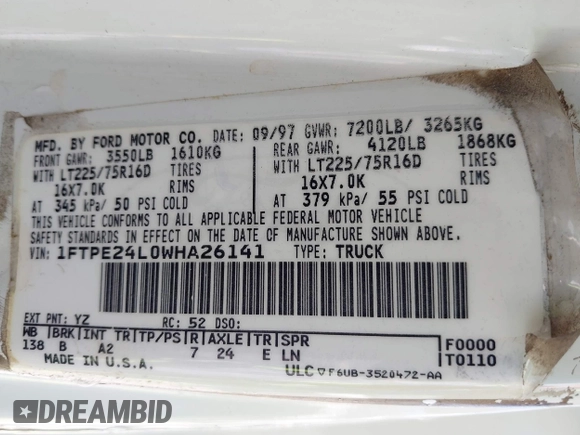 MFD. BY FORD MOTOR CO. DATE: 09/97 GVWR: 7200LB/ 3265KG
FRONT GAWR: 3550LB 1610KG REAR GAWR: 4120LB 1868KG
WITH LT225/75R16D TIRES WITH LT225/75R16D TIRES
16X7.0K RIMS 16X7.0K RIMS
AT 345 kPa/ 50 PSI COLD AT 379 kPa/ 55 PSI COLD
THIS VEHICLE CONFORMS TO ALL APPLICABLE FEDERAL MOTOR VEHICLE
SAFETY STANDARDS IN EFFECT ON THE DATE OF MANUFACTURE SHOWN ABOVE.
VIN: 1FTPE24L0WHA26141 TYPE: TRUCK
EXT PNT: YZ RC: 52 DSO:
WB BRK INT TR TP/PS R AXLE TR SPR F0000
138 B A2 7 24 E LN T0110
MADE IN U.S.A. ULC ▽ F6UB-3520472-AA
DREAMBID